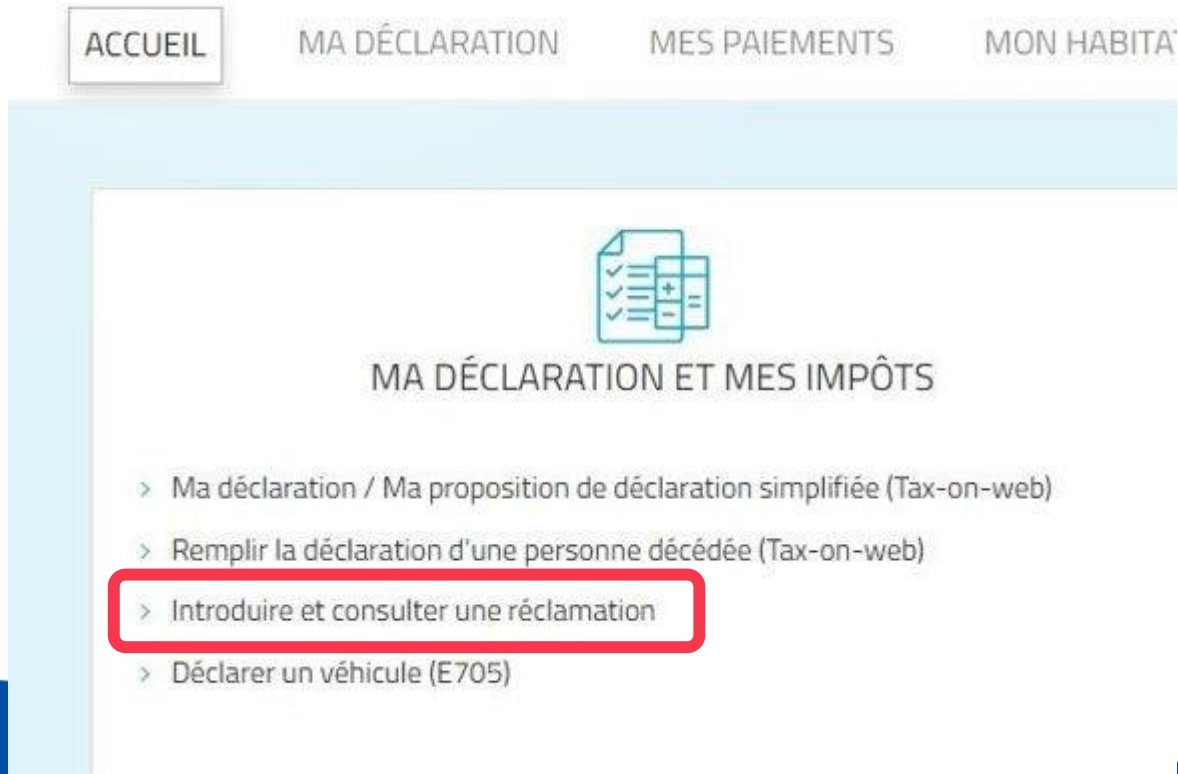 ACCUEIL MA DÉCLARATION MES PAIEMENTS MON HABITAT
MA DÉCLARATION ET MES IMPÔTS
> Ma déclaration / Ma proposition de déclaration simplifiée (Tax-on-web)
> Remplir la déclaration d'une personne décédée (Tax-on-web)
> Introduire et consulter une réclamation
> Déclarer un véhicule (E705)